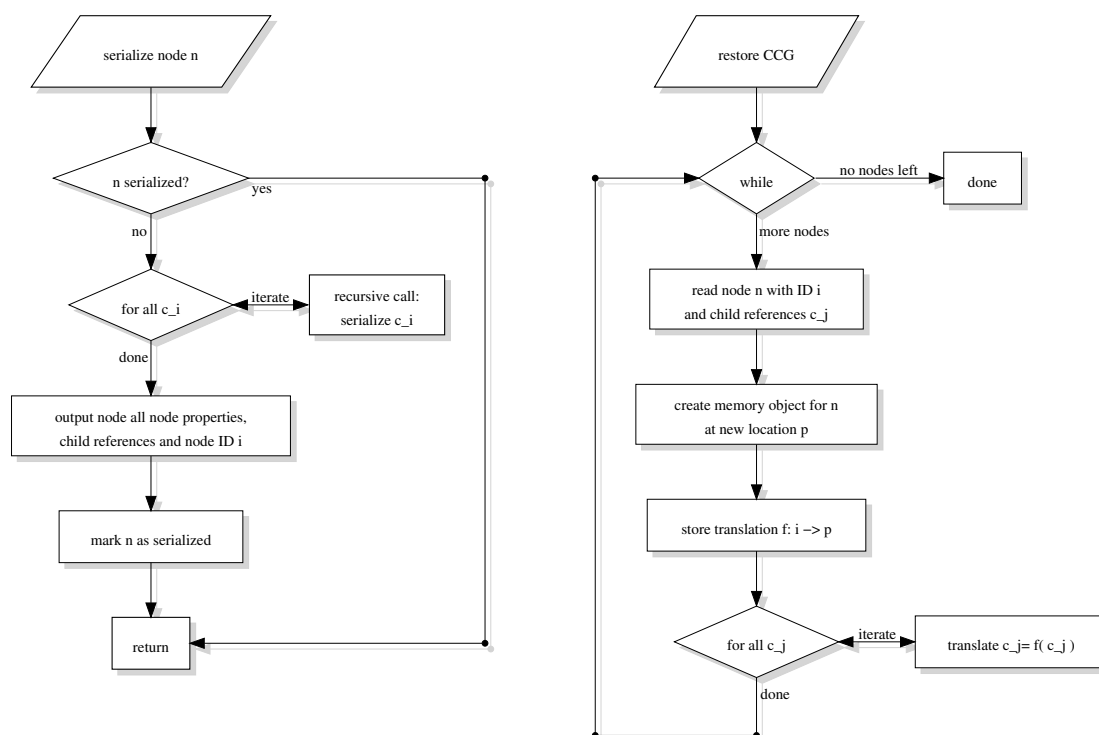 serialize node n
n serialized?
yes
no
for all c_i
iterate
recursive call:
serialize c_i
done
output node all node properties,
child references and node ID i
mark n as serialized
return
restore CCG
while
no nodes left
done
more nodes
read node n with ID i
and child references c_j
create memory object for n
at new location p
store translation f: i −> p
for all c_j
iterate
translate c_j= f( c_j )
done